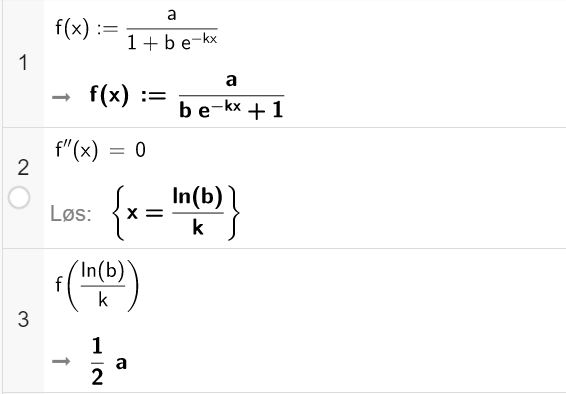 1
f(x) := a / (1 + b e^(−kx))
→ f(x) := a / (b e^(−kx) + 1)
2
f''(x) = 0
Løs: {x = ln(b) / k}
3
f(ln(b) / k)
→ 1/2 a